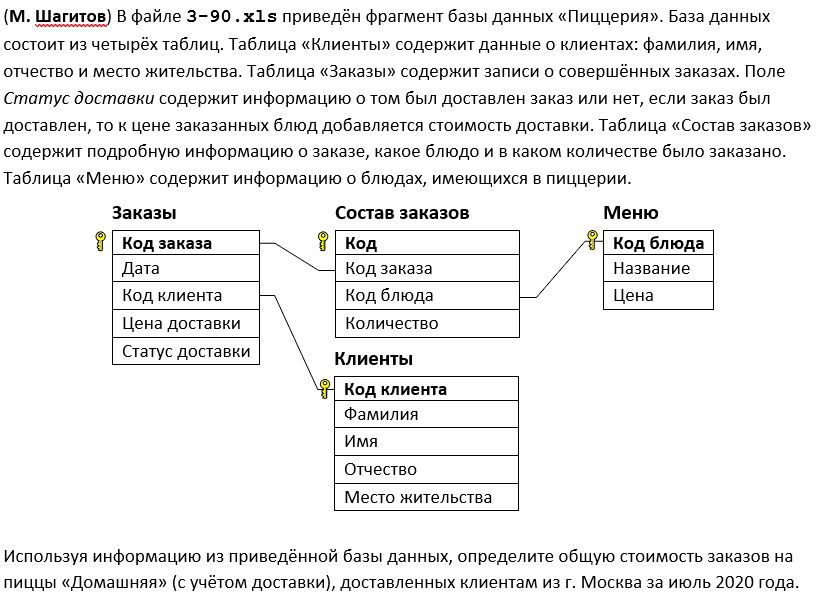 (М. Шагитов) В файле 3-90.xls приведён фрагмент базы данных «Пиццерия». База данных
состоит из четырёх таблиц. Таблица «Клиенты» содержит данные о клиентах: фамилия, имя,
отчество и место жительства. Таблица «Заказы» содержит записи о совершённых заказах. Поле
Статус доставки содержит информацию о том был доставлен заказ или нет, если заказ был
доставлен, то к цене заказанных блюд добавляется стоимость доставки. Таблица «Состав заказов»
содержит подробную информацию о заказе, какое блюдо и в каком количестве было заказано.
Таблица «Меню» содержит информацию о блюдах, имеющихся в пиццерии.
Заказы
Код заказа
Дата
Код клиента
Цена доставки
Статус доставки
Состав заказов
Код
Код заказа
Код блюда
Количество
Меню
Код блюда
Название
Цена
Клиенты
Код клиента
Фамилия
Имя
Отчество
Место жительства
Используя информацию из приведённой базы данных, определите общую стоимость заказов на
пиццы «Домашняя» (с учётом доставки), доставленных клиентам из г. Москва за июль 2020 года.